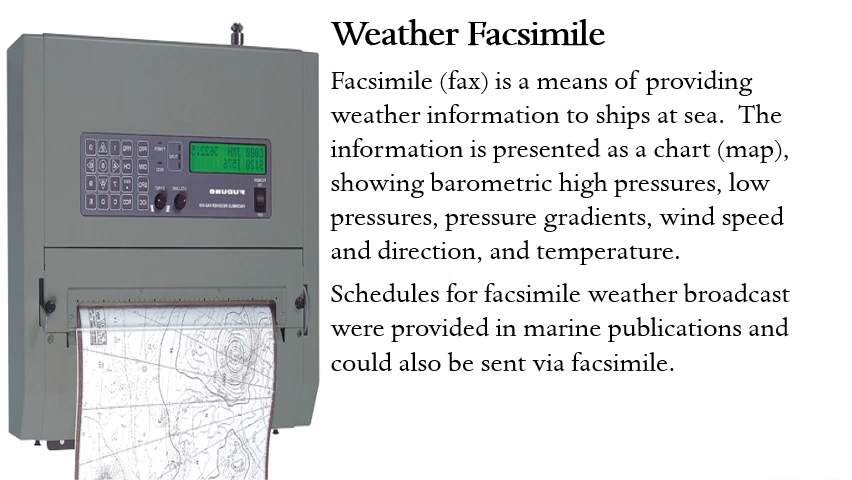 Weather Facsimile
Facsimile (fax) is a means of providing
weather information to ships at sea.  The
information is presented as a chart (map),
showing barometric high pressures, low
pressures, pressure gradients, wind speed
and direction, and temperature.
Schedules for facsimile weather broadcast
were provided in marine publications and
could also be sent via facsimile.